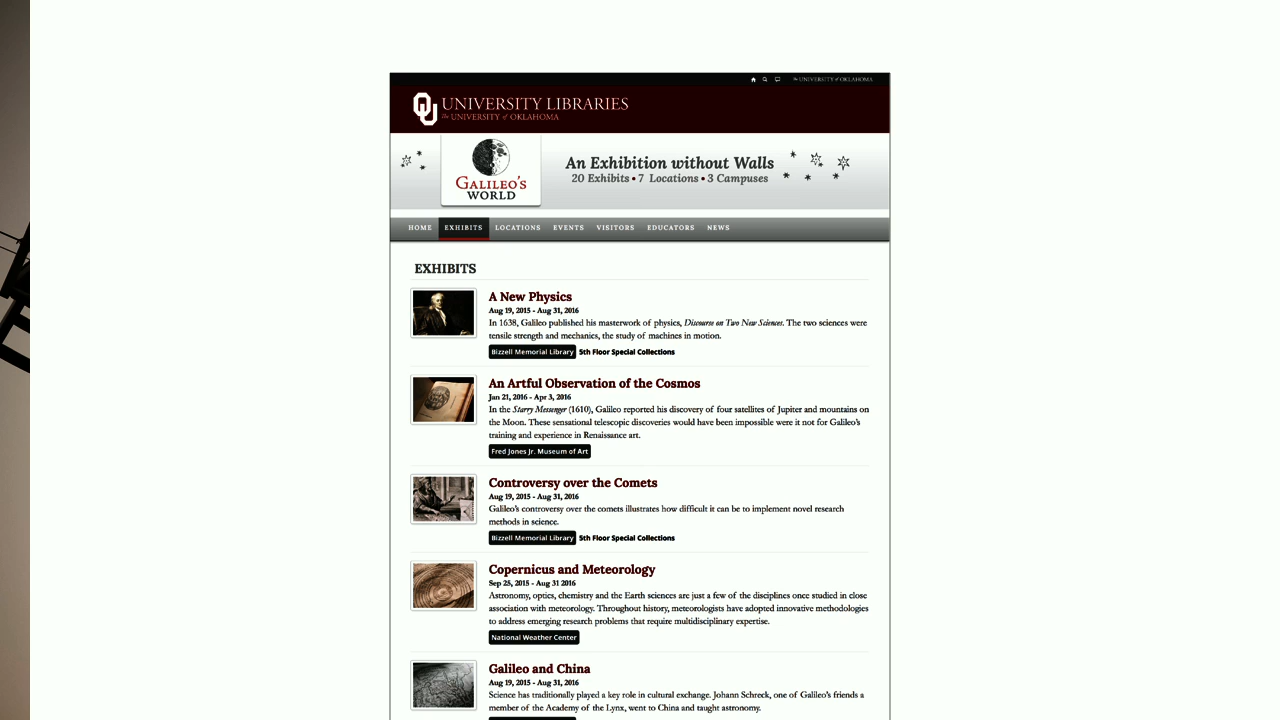 The UNIVERSITY of OKLAHOMA
OU UNIVERSITY LIBRARIES
The UNIVERSITY of OKLAHOMA
GALILEO'S
WORLD
An Exhibition without Walls
20 Exhibits • 7 Locations • 3 Campuses
HOME EXHIBITS LOCATIONS EVENTS VISITORS EDUCATORS NEWS
EXHIBITS
A New Physics
Aug 19, 2015 - Aug 31, 2016
In 1638, Galileo published his masterwork of physics, Discourse on Two New Sciences. The two sciences were
tensile strength and mechanics, the study of machines in motion.
Bizzell Memorial Library 5th Floor Special Collections
An Artful Observation of the Cosmos
Jan 21, 2016 - Apr 3, 2016
In the Starry Messenger (1610), Galileo reported his discovery of four satellites of Jupiter and mountains on
the Moon. These sensational telescopic discoveries would have been impossible were it not for Galileo's
training and experience in Renaissance art.
Fred Jones Jr. Museum of Art
Controversy over the Comets
Aug 19, 2015 - Aug 31, 2016
Galileo's controversy over the comets illustrates how difficult it can be to implement novel research
methods in science.
Bizzell Memorial Library 5th Floor Special Collections
Copernicus and Meteorology
Sep 25, 2015 - Aug 31 2016
Astronomy, optics, chemistry and the Earth sciences are just a few of the disciplines once studied in close
association with meteorology. Throughout history, meteorologists have adopted innovative methodologies
to address emerging research problems that require multidisciplinary expertise.
National Weather Center
Galileo and China
Aug 19, 2015 - Aug 31, 2016
Science has traditionally played a key role in cultural exchange. Johann Schreck, one of Galileo's friends a
member of the Academy of the Lynx, went to China and taught astronomy.